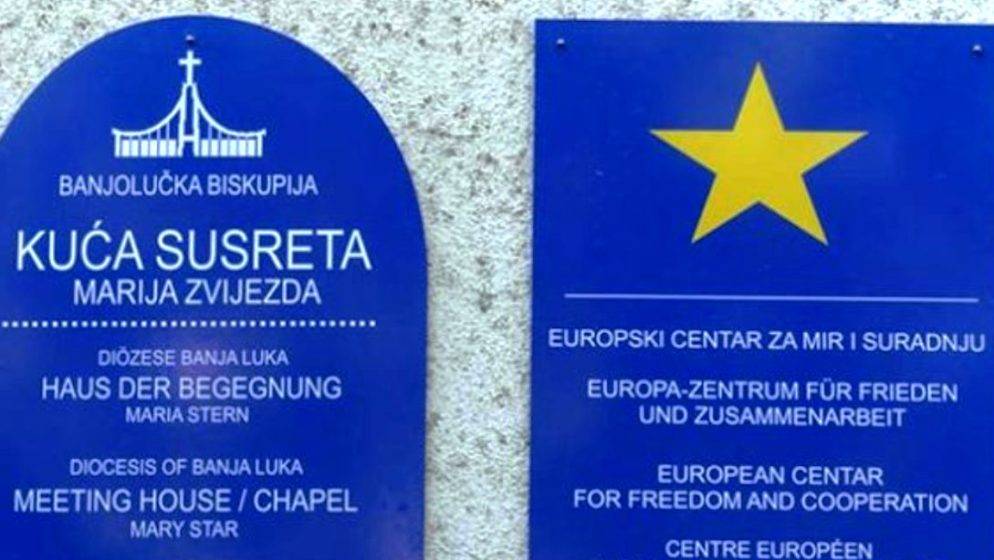 BANJOLUČKA BISKUPIJA
KUĆA SUSRETA
MARIJA ZVIJEZDA
DIÖZESE BANJA LUKA
HAUS DER BEGEGNUNG
MARIA STERN
DIOCESIS OF BANJA LUKA
MEETING HOUSE / CHAPEL
MARY STAR
EUROPSKI CENTAR ZA MIR I SURADNJU
EUROPA-ZENTRUM FÜR FRIEDEN
UND ZUSAMMENARBEIT
EUROPEAN CENTAR
FOR FREEDOM AND COOPERATION
CENTRE EUROPÉEN